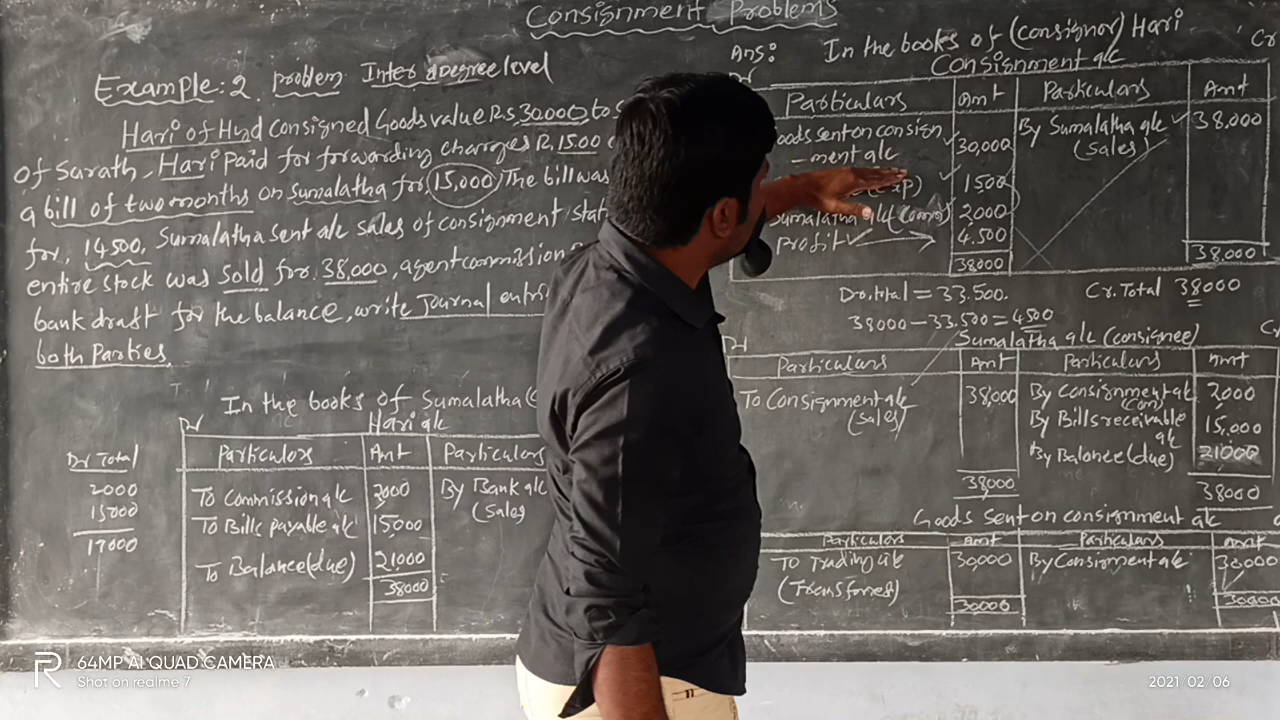 Consignment Problems
Example: 2 problem Inter degree level
Hari of Hyd consigned Goods value Rs 30000 to
of Sarath, Hari paid for forwarding charges R. 1500
a bill of two months on Sumalatha for 15,000 The bill was
for, 14500, Sumalatha sent a/c sales of consignment stat
entire stock was sold for 38,000, agent commission
bank draft for the balance, write Journal entri
both Parties.
In the books of Sumalatha
Hari a/c
Dr
Particulars Amt Particulars
To Commission a/c 2000 By Bank a/c
(Sales
To Bills payable a/c 15000
To Balance (due) 21000
38000
Dr Total
2000
15000
17000
Ans: In the books of (consignor) Hari
Consignment a/c Cr
Particulars Amt Particulars Amt
Goods sent on consign 30,000 By Sumalatha a/c 38,000
- ment a/c (Sales)
1500
Sumalatha a/c (comm) 2000
profit 4.500
38000 38,000
Dr. total = 33.500. Cr. Total 38000
38000 - 33.500 = 4500
Dr Sumalatha a/c (consignee) Cr
Particulars Amt Particulars Amt
To Consignment a/c 38,000 By Consignment a/c 2000
(Sales) (Com)
By Bills receivable 15,000
a/c
By Balance (due) 21000
38000 38000
Goods Sent on consignment a/c
Particulars Amt Particulars Amt
To Trading a/c 30,000 By Consignment a/c 30000
(Transferred)
30000 30000
64MP AI QUAD CAMERA
Shot on realme 7
2021/02/06